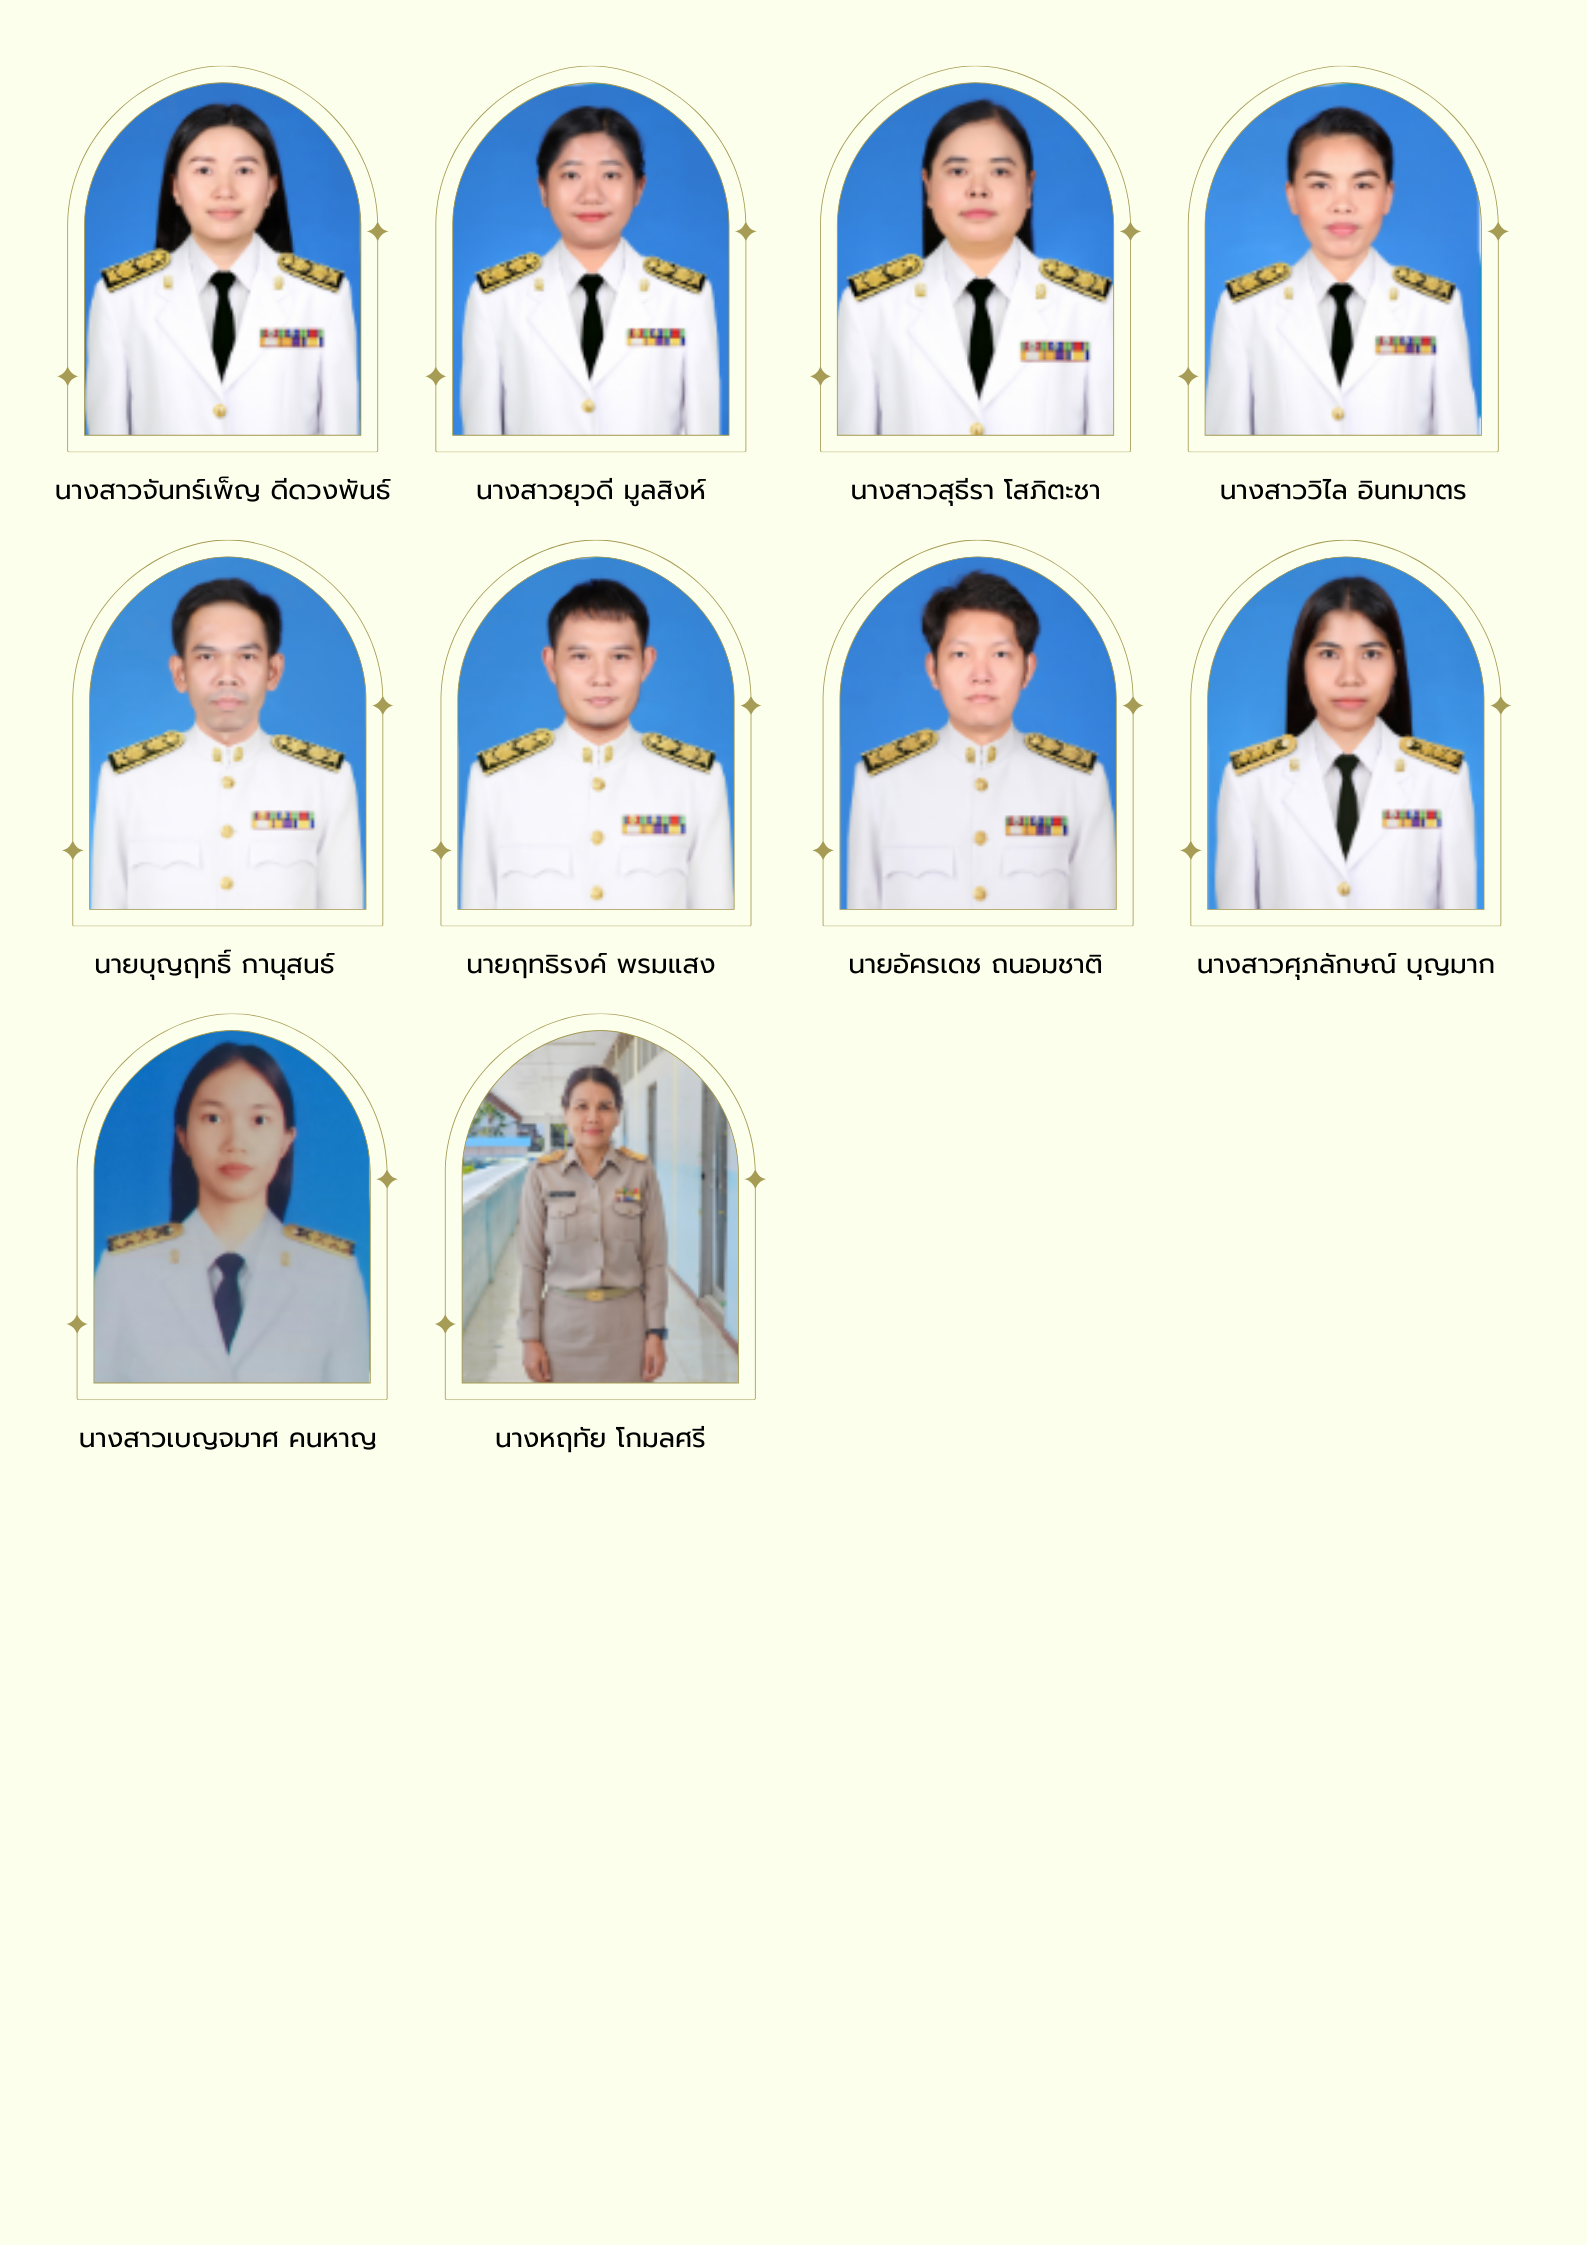 นางสาวจันทร์เพ็ญ ดีดวงพันธ์
นางสาวยุวดี มูลสิงห์
นางสาวสุธีรา โสภิตะชา
นางสาววิไล อินทมาตร
นายบุญฤทธิ์ กานุสนธ์
นายฤทธิรงค์ พรมแสง
นายอัครเดช ถนอมชาติ
นางสาวศุภลักษณ์ บุญมาก
นางสาวเบญจมาศ คนหาญ
นางหฤทัย โกมลศรี